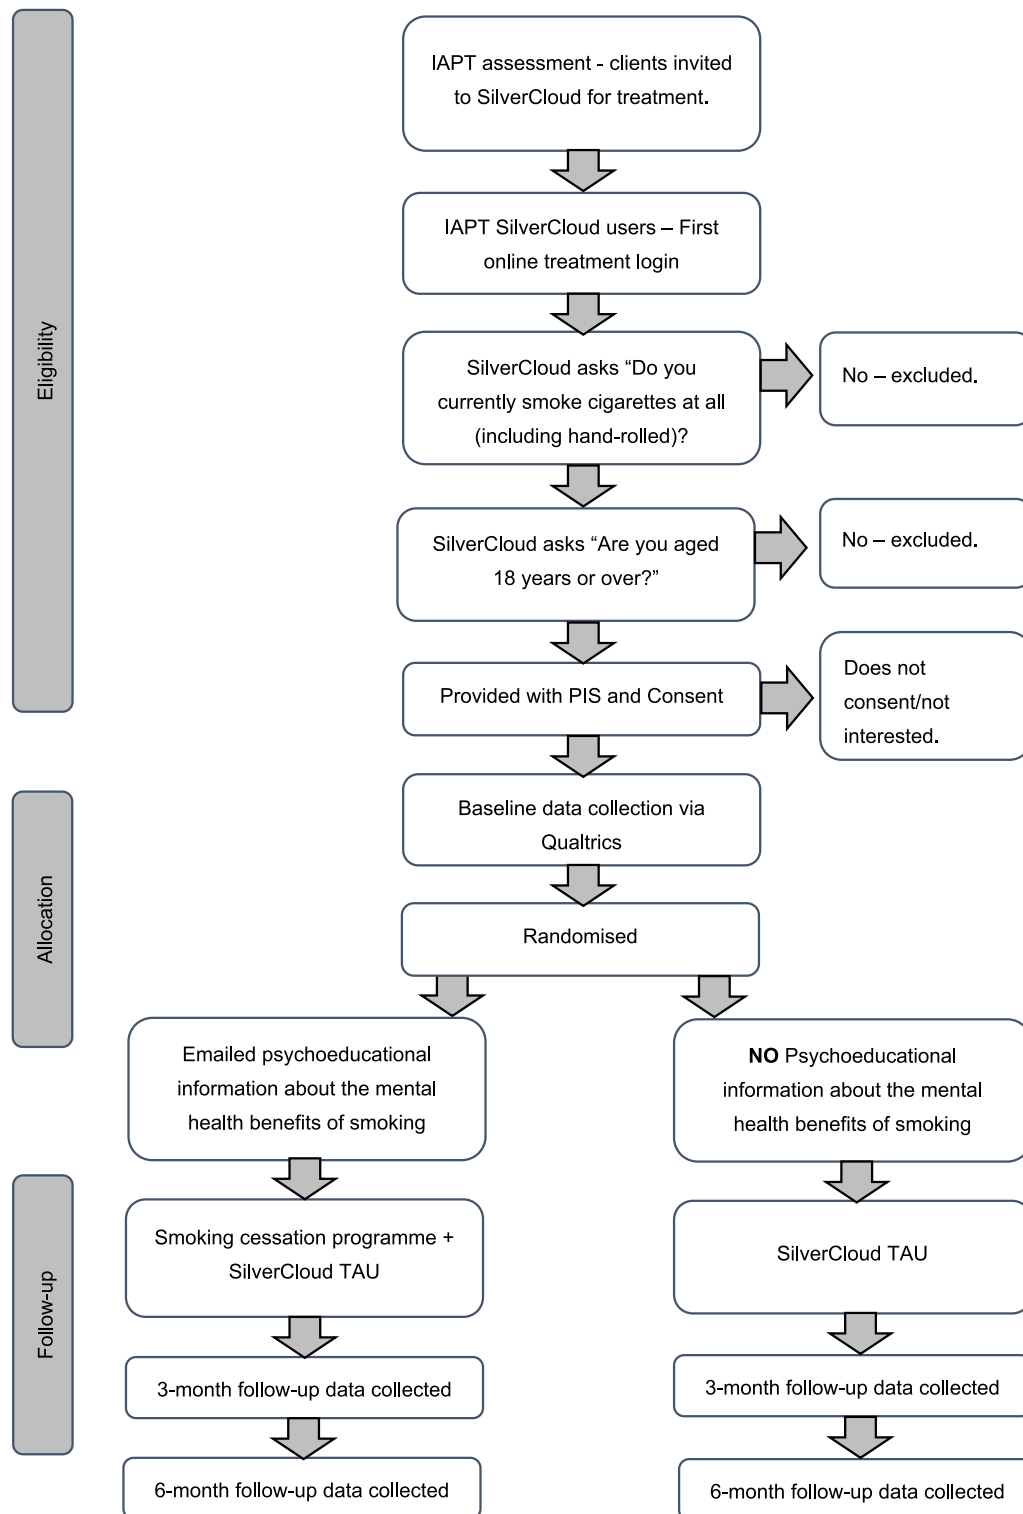 Eligibility
IAPT assessment - clients invited
to SilverCloud for treatment.
IAPT SilverCloud users – First
online treatment login
SilverCloud asks “Do you
currently smoke cigarettes at all
(including hand-rolled)?
No – excluded.
SilverCloud asks “Are you aged
18 years or over?”
No – excluded.
Provided with PIS and Consent
Does not
consent/not
interested.
Allocation
Baseline data collection via
Qualtrics
Randomised
Emailed psychoeducational
information about the mental
health benefits of smoking
NO Psychoeducational
information about the mental
health benefits of smoking
Follow-up
Smoking cessation programme +
SilverCloud TAU
SilverCloud TAU
3-month follow-up data collected
3-month follow-up data collected
6-month follow-up data collected
6-month follow-up data collected